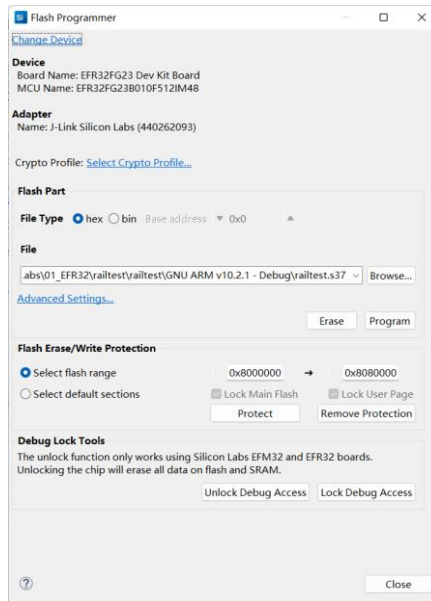 Flash Programmer
Change Device
Device
Board Name: EFR32FG23 Dev Kit Board
MCU Name: EFR32FG23B010F512IM48
Adapter
Name: J-Link Silicon Labs (440262093)
Crypto Profile: Select Crypto Profile...
Flash Part
File Type hex bin Base address 0x0
File
abs\01_EFR32\railtest\railtest\GNU ARM v10.2.1 - Debug\railtest.s37 Browse...
Advanced Settings...
Erase Program
Flash Erase/Write Protection
Select flash range 0x8000000 → 0x8080000
Select default sections Lock Main Flash Lock User Page
Protect Remove Protection
Debug Lock Tools
The unlock function only works using Silicon Labs EFM32 and EFR32 boards.
Unlocking the chip will erase all data on flash and SRAM.
Unlock Debug Access Lock Debug Access
? Close